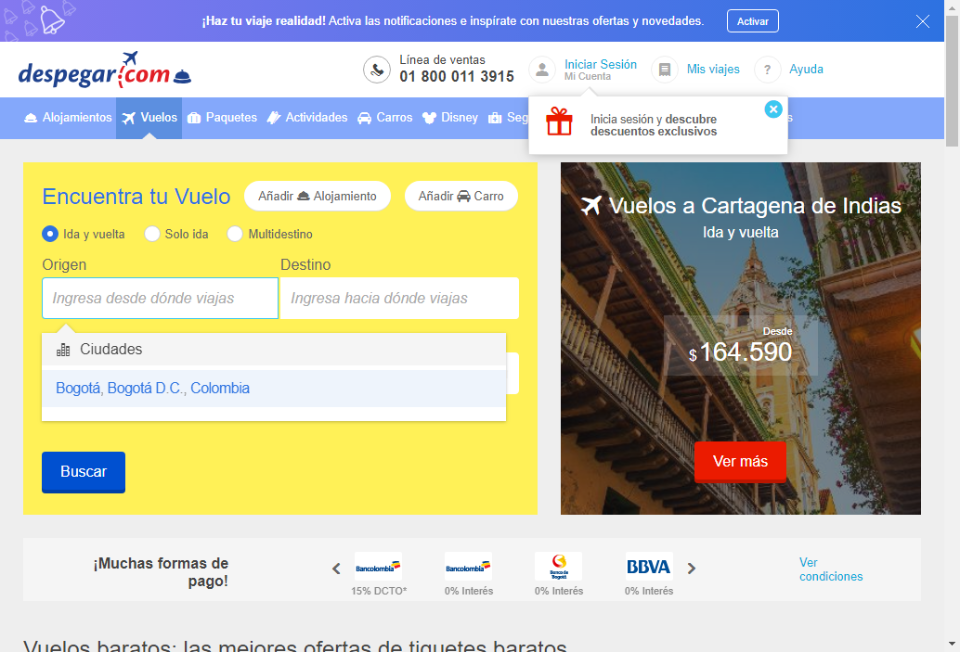 ¡Haz tu viaje realidad! Activa las notificaciones e inspírate con nuestras ofertas y novedades.
Activar
despegar.com
Línea de ventas
01 800 011 3915
Iniciar Sesión
Mi Cuenta
Mis viajes
?
Ayuda
Alojamientos
Vuelos
Paquetes
Actividades
Carros
Disney
Inicia sesión y descubre
descuentos exclusivos
Encuentra tu Vuelo
Añadir Alojamiento
Añadir Carro
Ida y vuelta
Solo ida
Multidestino
Origen
Destino
Ingresa desde dónde viajas
Ingresa hacia dónde viajas
Ciudades
Bogotá, Bogotá D.C., Colombia
Buscar
Vuelos a Cartagena de Indias
Ida y vuelta
Desde
$164.590
Ver más
¡Muchas formas de
pago!
Bancolombia
15% DCTO*
Bancolombia
0% Interés
Banco de
Bogotá
0% Interés
BBVA
0% Interés
Ver
condiciones
Vuelos baratos: las mejores ofertas de tiquetes baratos